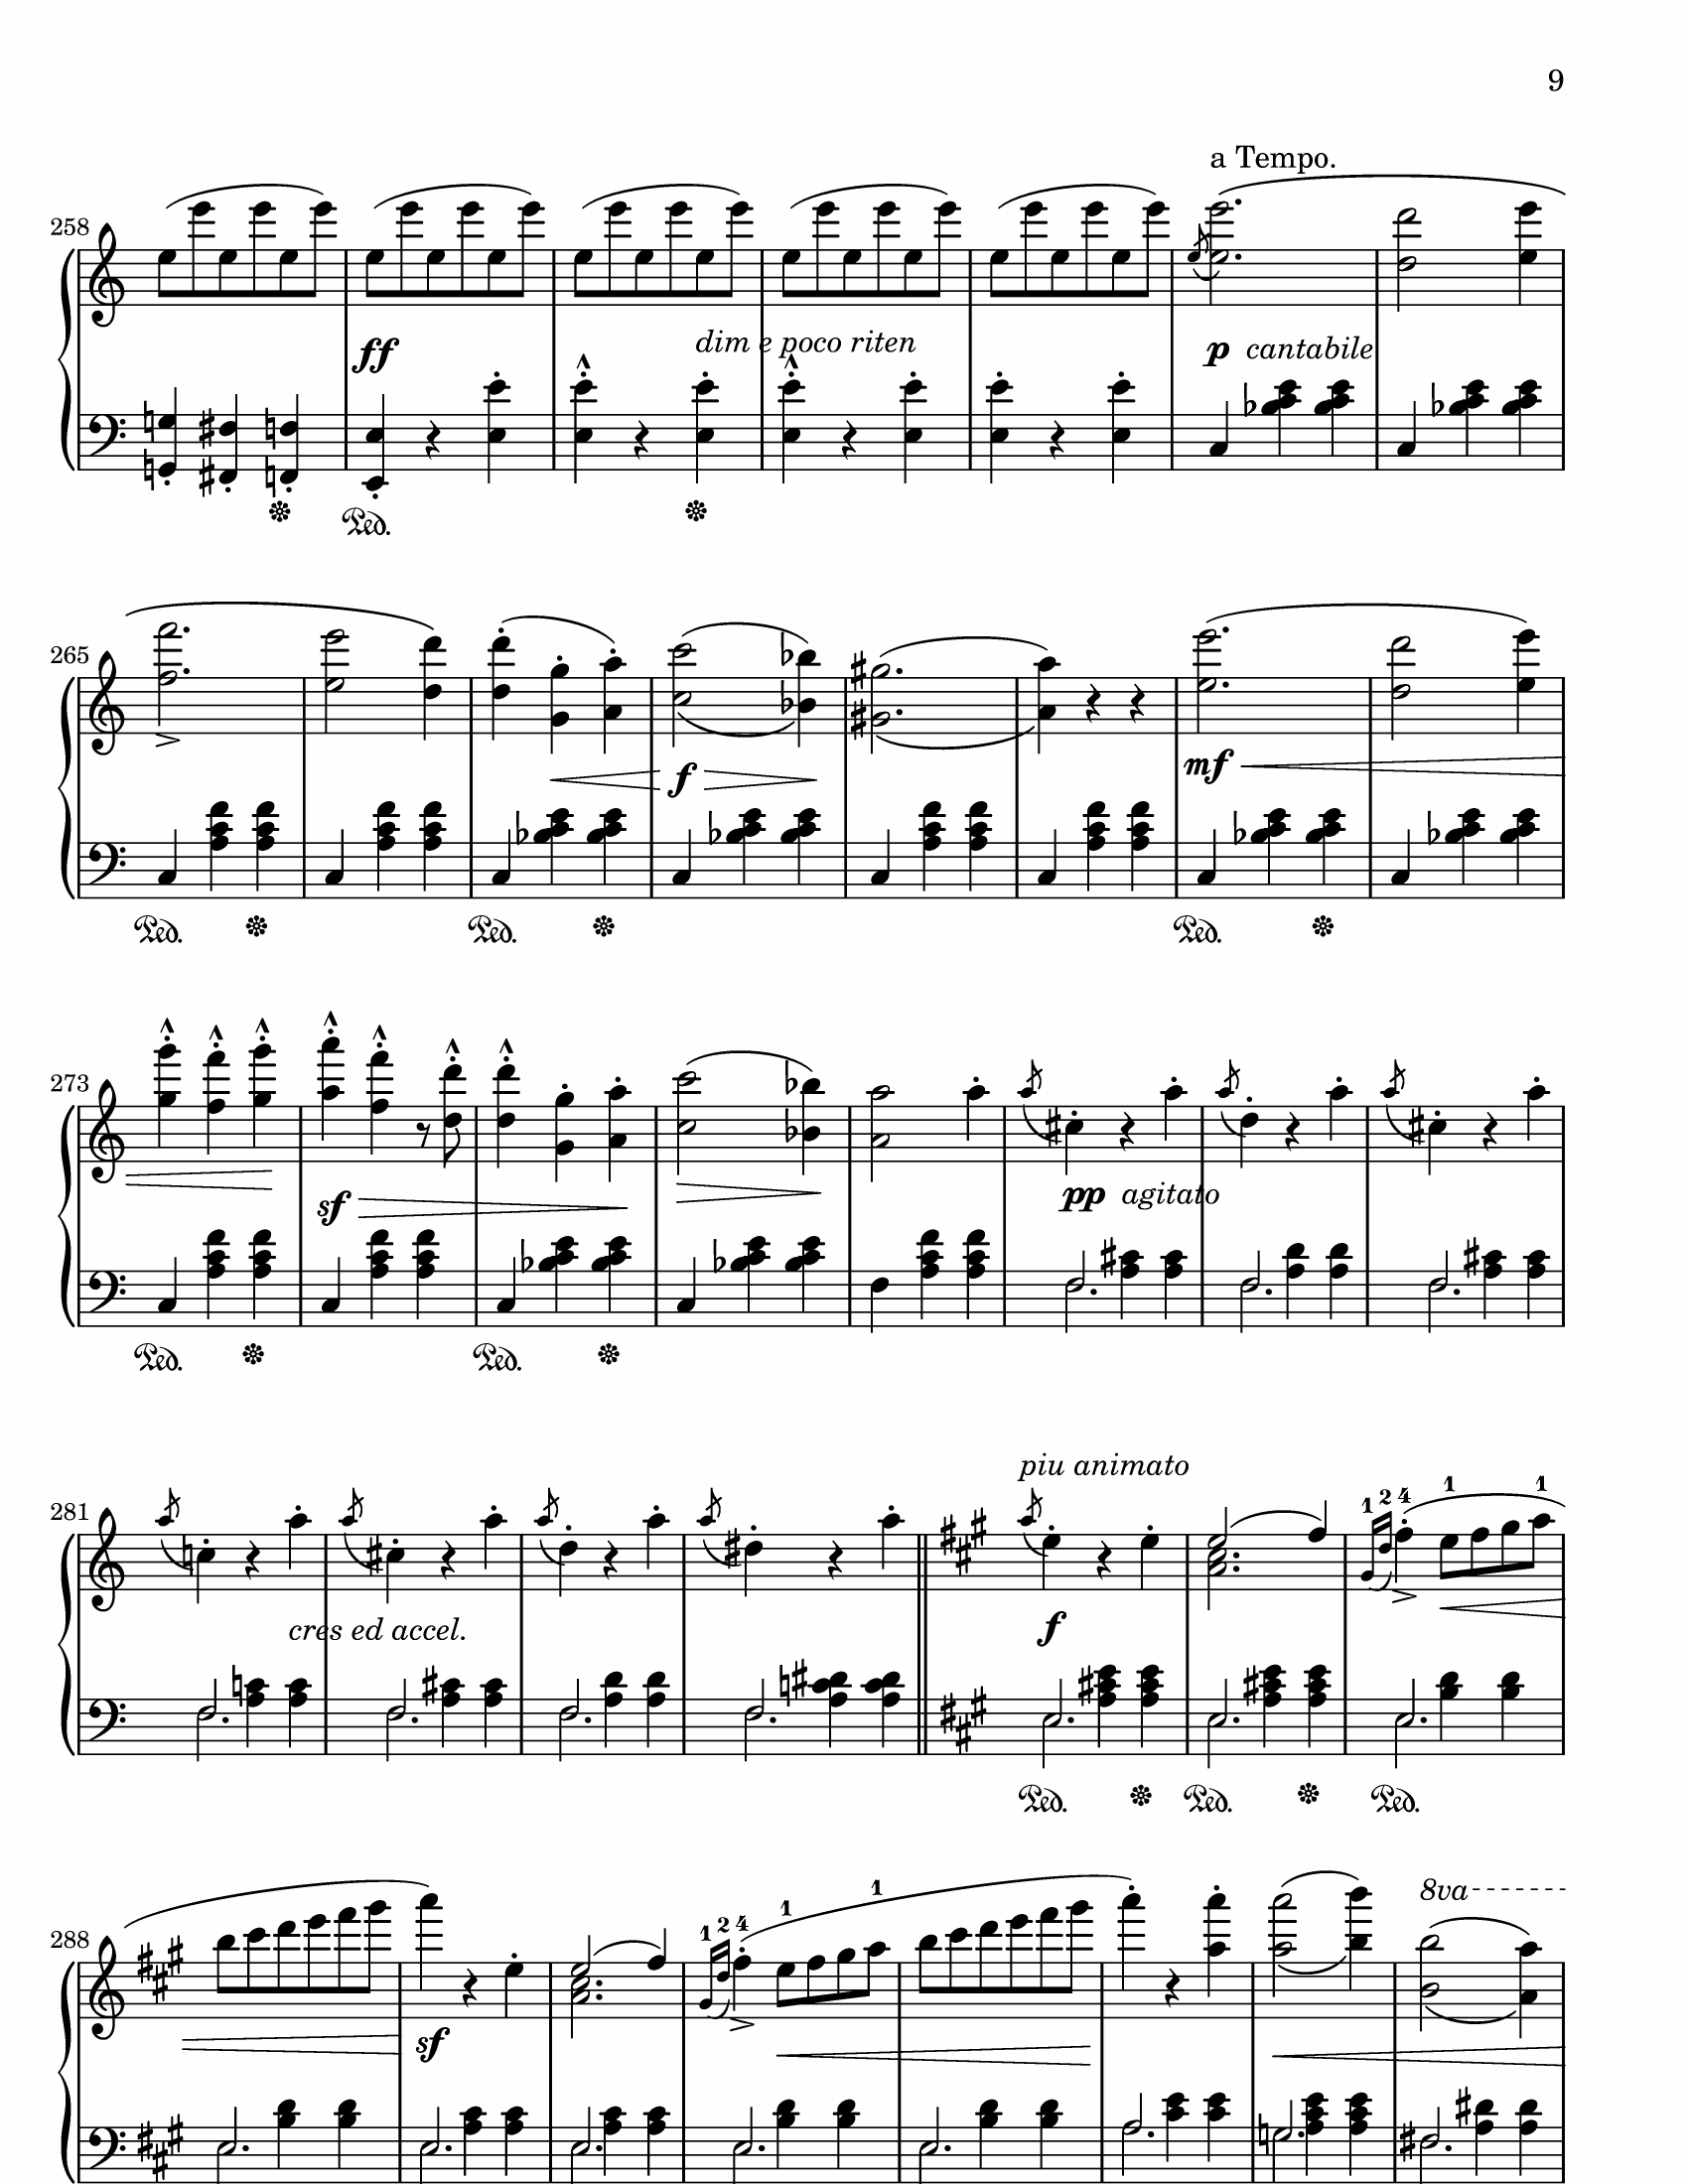 9
a Tempo.
258
ff
dim e poco riten
p cantabile
Ped.
265
f
mf
Ped. Ped. Ped.
273
sf
pp agitato
Ped. Ped.
piu animato
1 2 4 1 1
281
cres ed accel.
f
Ped. Ped. Ped.
8va
1 2 4 1 1
288
sf